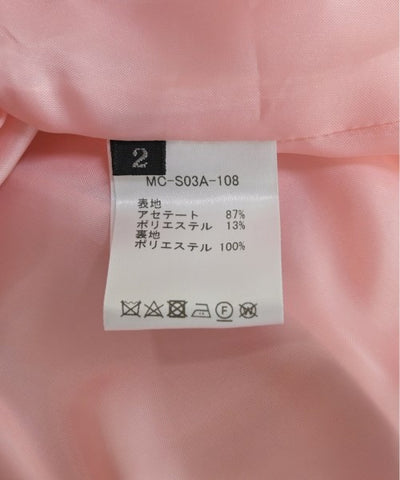 2
MC-S03A-108
表地
アセテート 87%
ポリエステル 13%
裏地
ポリエステル 100%